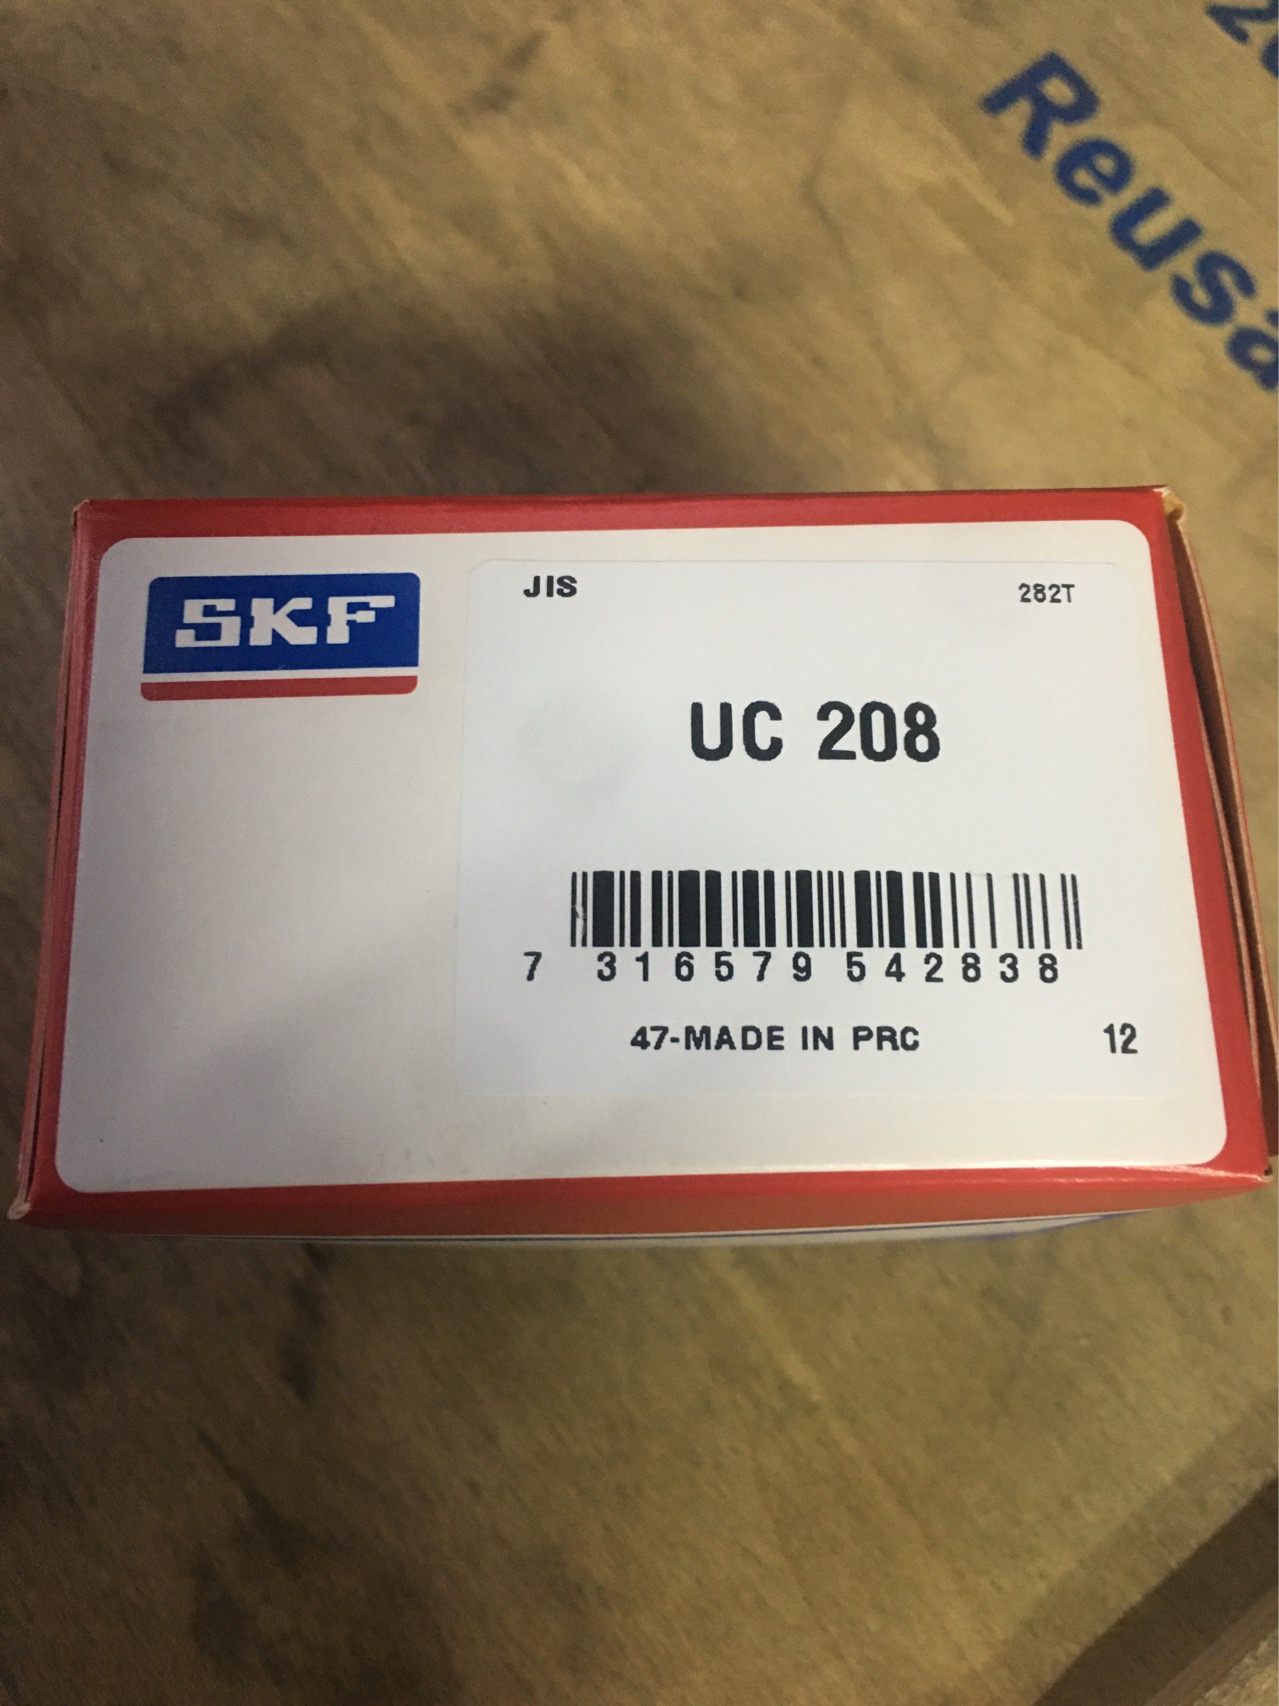 Reusa
SKF
JIS 282T
UC 208
7 316579 542838
47-MADE IN PRC 12